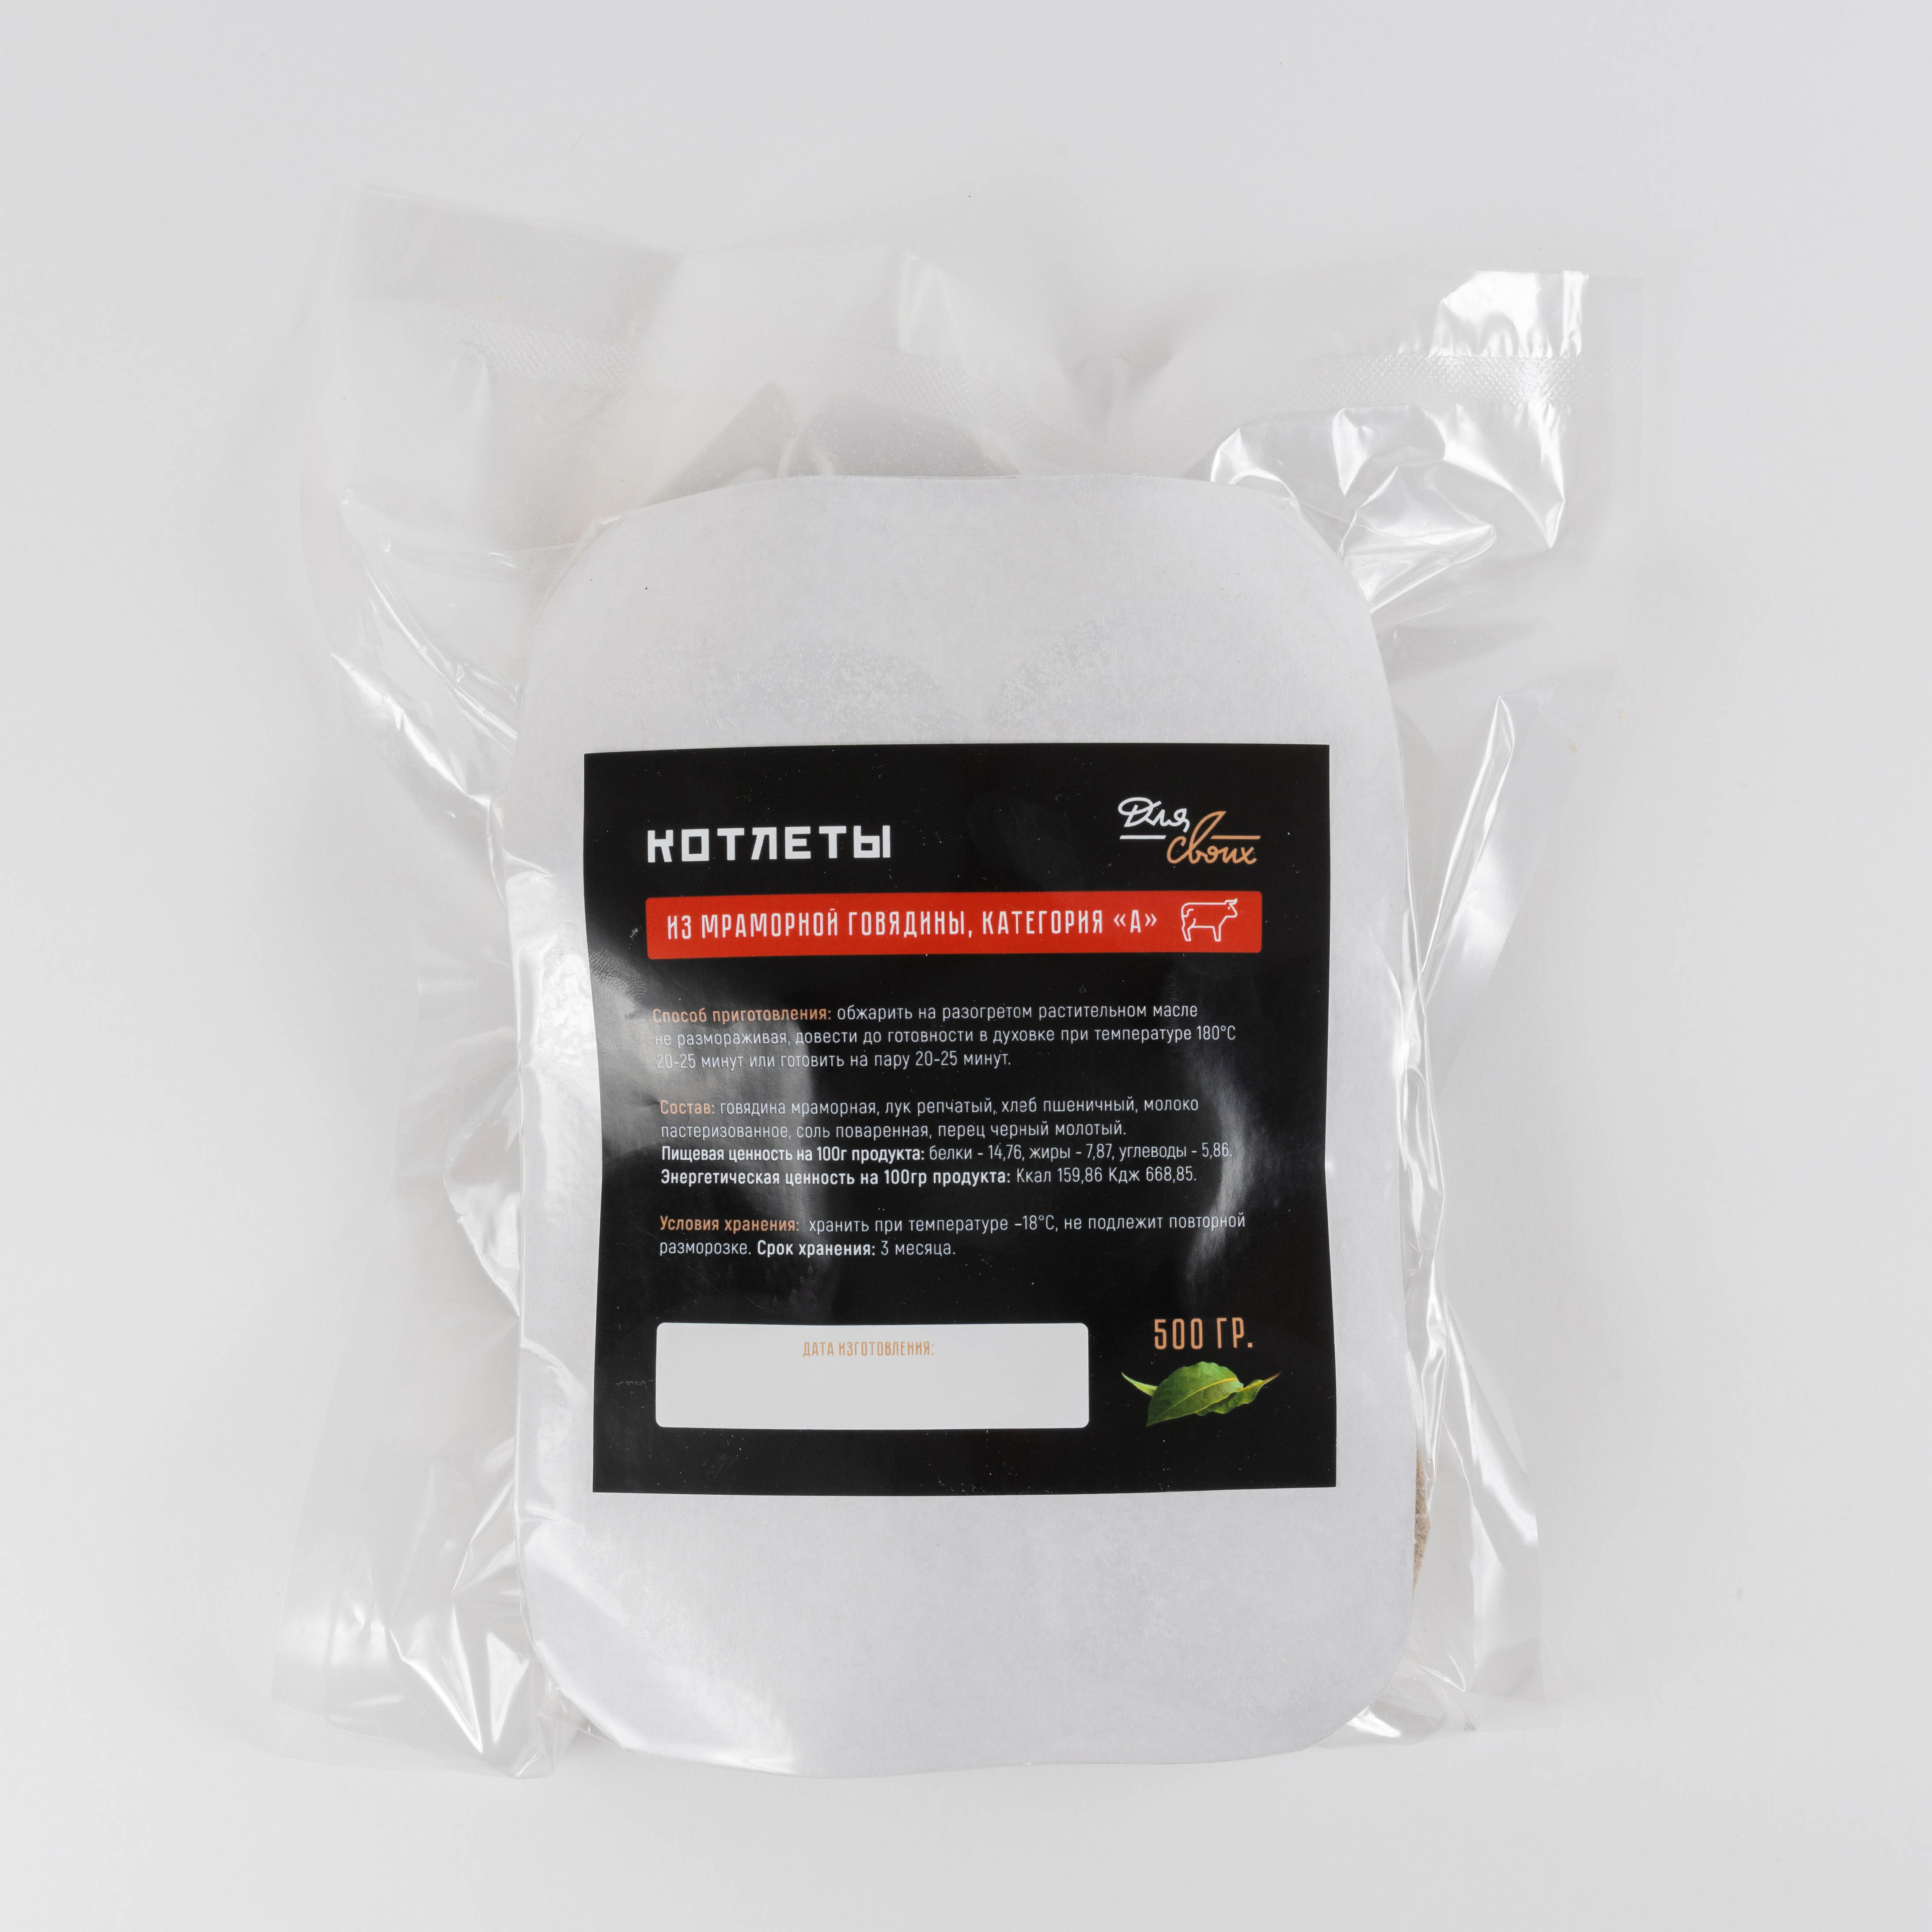 КОТЛЕТЫ
Для
Своих
ИЗ МРАМОРНОЙ ГОВЯДИНЫ, КАТЕГОРИЯ «А»
Способ приготовления: обжарить на разогретом растительном масле
не размораживая, довести до готовности в духовке при температуре 180°С
20-25 минут или готовить на пару 20-25 минут.
Состав: говядина мраморная, лук репчатый, хлеб пшеничный, молоко
пастеризованное, соль поваренная, перец черный молотый.
Пищевая ценность на 100г продукта: белки - 14,76, жиры - 7,87, углеводы - 5,86.
Энергетическая ценность на 100гр продукта: Ккал 159,86 Кдж 668,85.
Условия хранения: хранить при температуре –18°С, не подлежит повторной
разморозке. Срок хранения: 3 месяца.
ДАТА ИЗГОТОВЛЕНИЯ:
500 ГР.